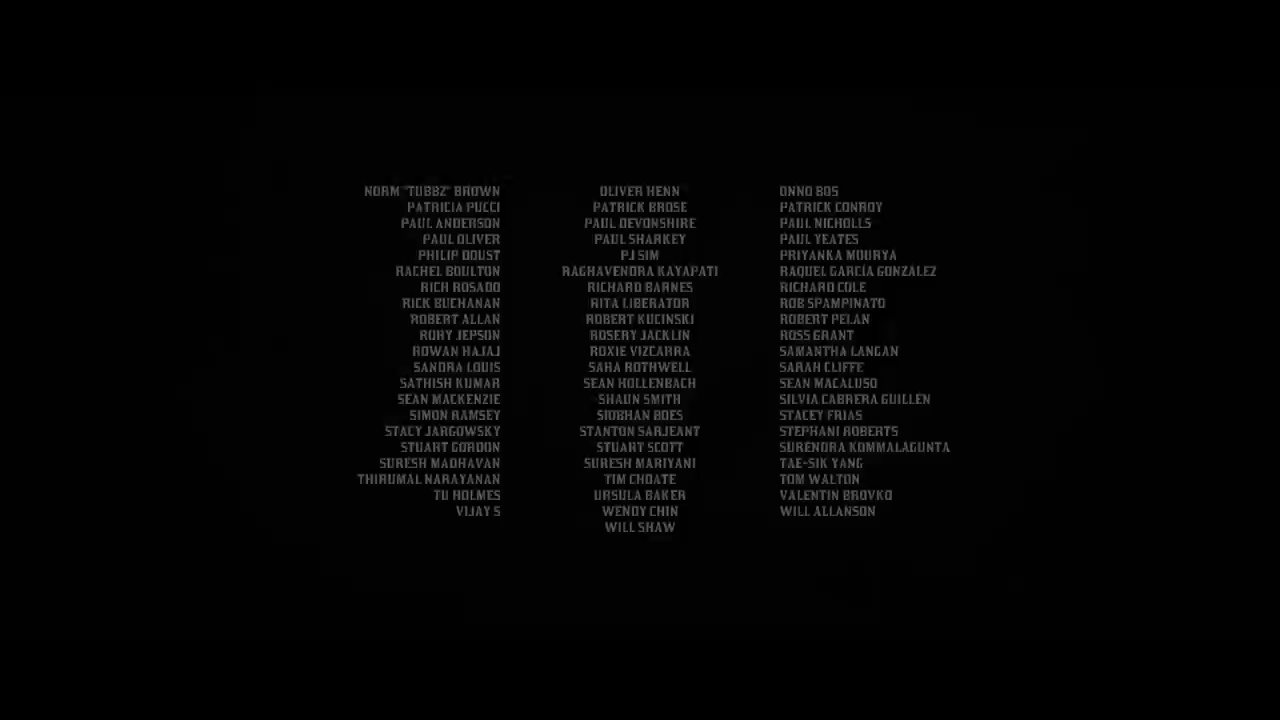 NORM "TUBBZ" BROWN OLIVER HENN ONNO BOS
PATRICIA PUCCI PATRICK BROSE PATRICK CONROY
PAUL ANDERSON PAUL DEVONSHIRE PAUL NICHOLLS
PAUL OLIVER PAUL SHARKEY PAUL YEATES
PHILIP DOUST PJ SIM PRIYANKA MOURYA
RACHEL BOULTON RAGHAVENDRA KAYAPATI RAQUEL GARCÍA GONZÁLEZ
RICH ROSADO RICHARD BARNES RICHARD COLE
RICK BUCHANAN RITA LIBERATOR ROB SPAMPINATO
ROBERT ALLAN ROBERT KUCINSKI ROBERT PELAN
RORY JEPSON ROSERY JACKLIN ROSS GRANT
ROWAN HAJAJ ROXIE VIZCARRA SAMANTHA LANGAN
SANDRA LOUIS SARA ROTHWELL SARAH CLIFFE
SATHISH KUMAR SEAN HOLLENBACH SEAN MACALUSO
SEAN MACKENZIE SHAUN SMITH SILVIA CABRERA GUILLÉN
SIMON RAMSEY SIOBHAN BOES STACEY FRIAS
STACY JARGOWSKY STANTON SARJEANT STEPHANI ROBERTS
STUART GORDON STUART SCOTT SURENDRA KOMMALAGUNTA
SURESH MADHAVAN SURESH MARIYANI TAE-SIK YANG
THIRUMAL NARAYANAN TIM CHOATE TOM WALTON
TU HOLMES URSULA BAKER VALENTIN BROVKO
VIJAY S WENDY CHIN WILL ALLANSON
WILL SHAW